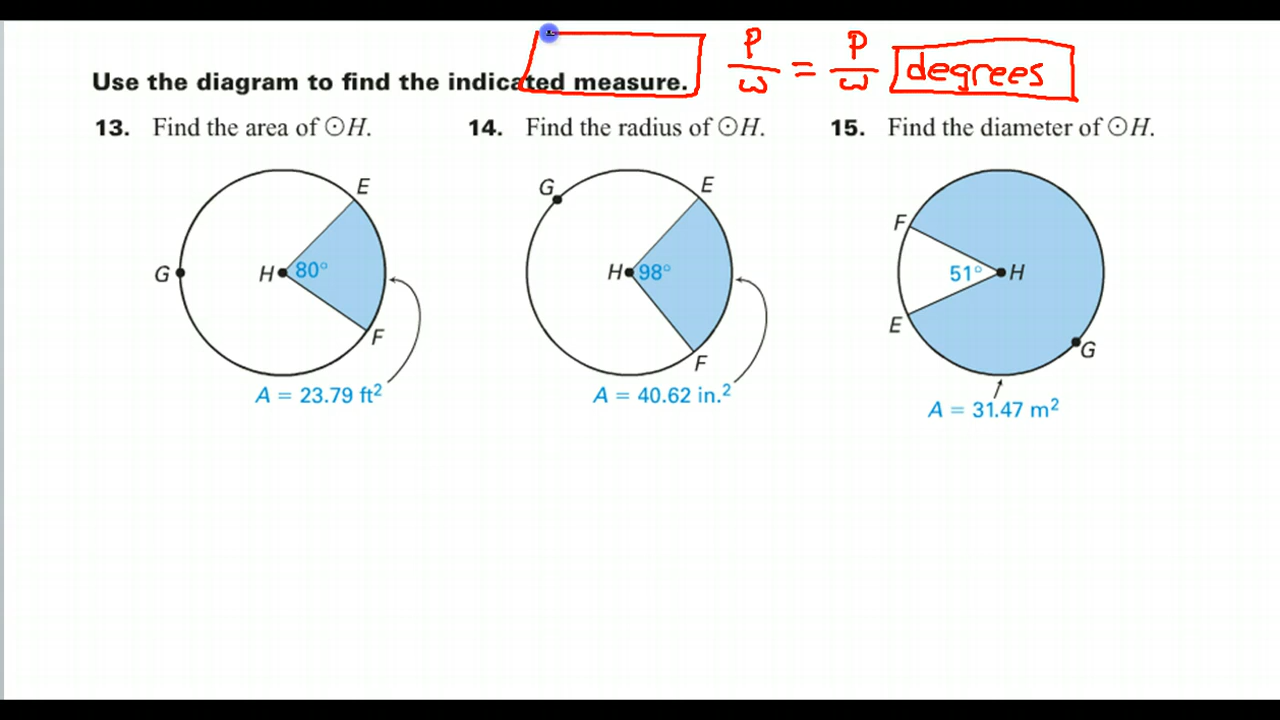 P/ω = P/ω degrees
Use the diagram to find the indicated measure.
13. Find the area of ⊙H.
14. Find the radius of ⊙H.
15. Find the diameter of ⊙H.
E
G H 80°
F
A = 23.79 ft²
G E
H 98°
F
A = 40.62 in.²
F
51° H
E
G
A = 31.47 m²